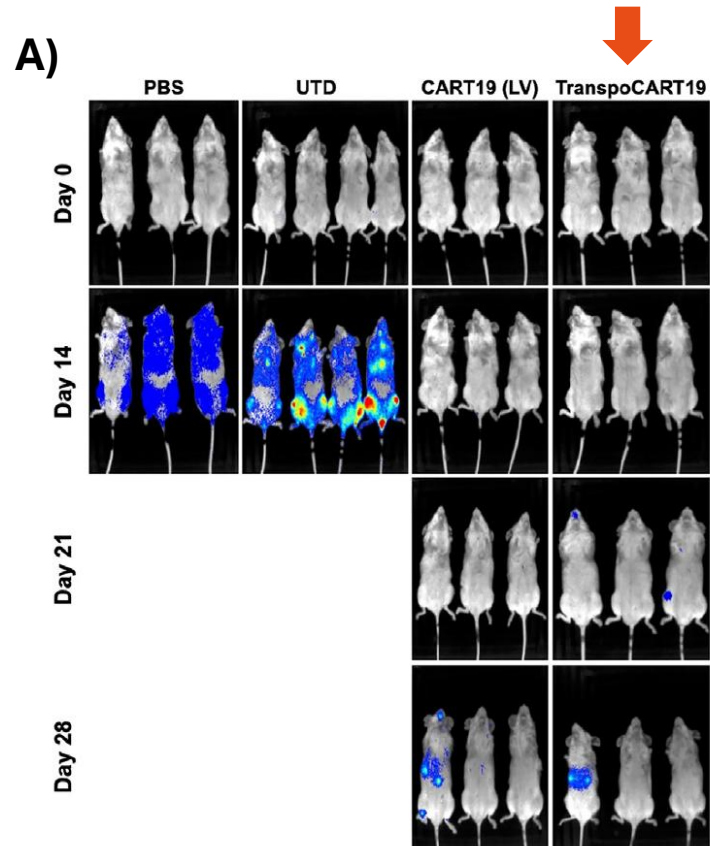 A)
PBS UTD CART19 (LV) TranspoCART19
Day 0
Day 14
Day 21
Day 28